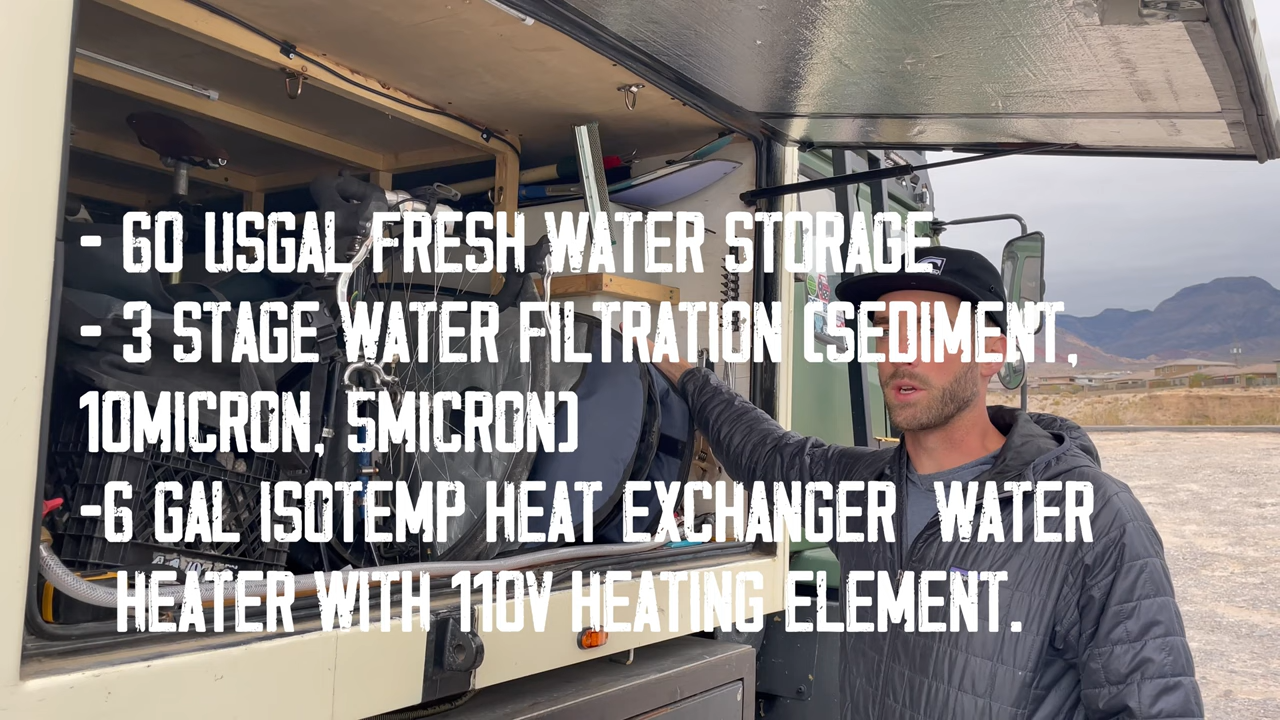 - 60 USGAL FRESH WATER STORAGE
- 3 STAGE WATER FILTRATION (SEDIMENT,
10MICRON, 5MICRON)
-6 GAL ISOTEMP HEAT EXCHANGER WATER
HEATER WITH 110V HEATING ELEMENT.